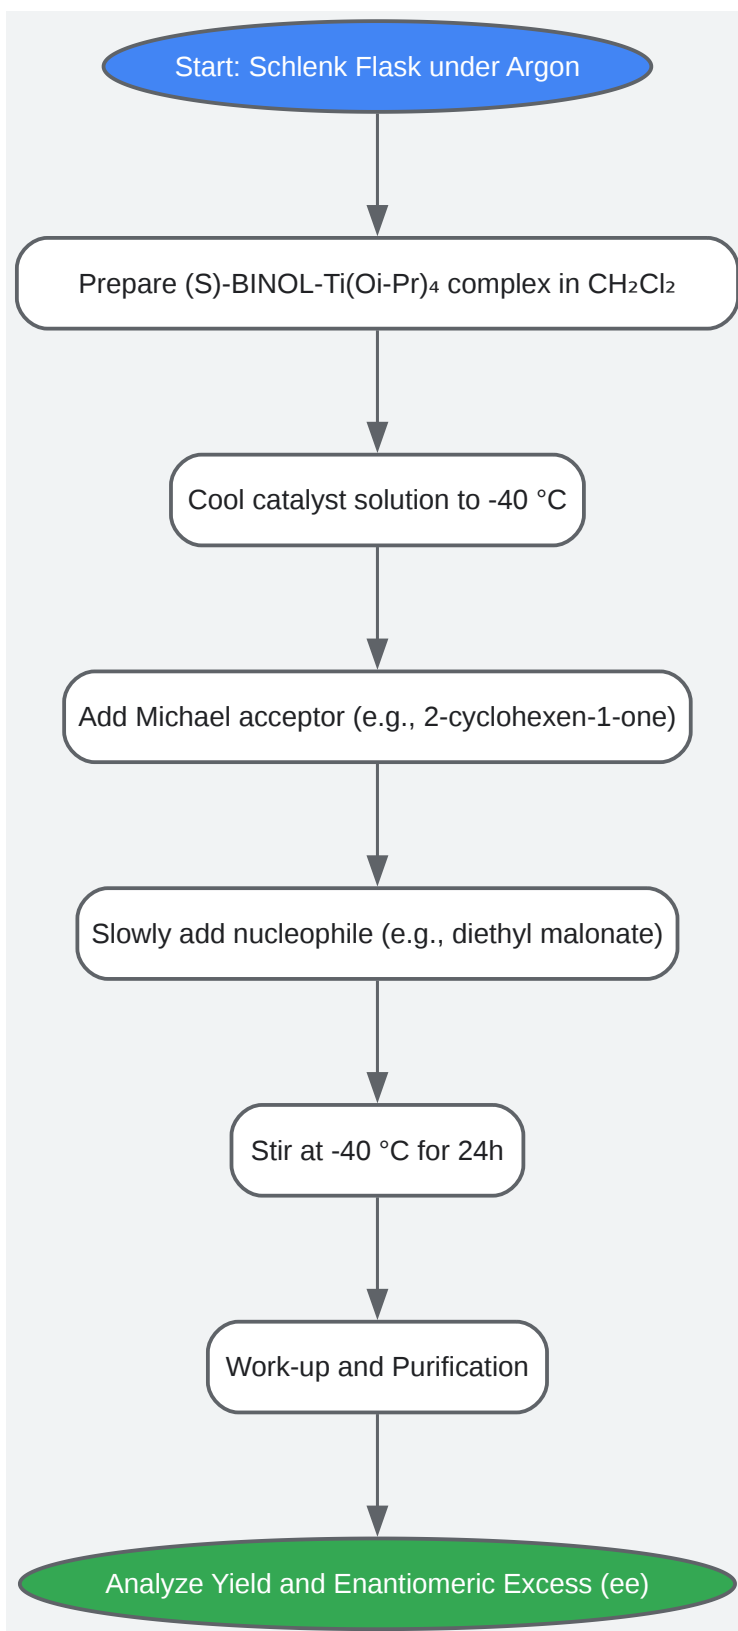 Start: Schlenk Flask under Argon
Prepare (S)-BINOL-Ti(Oi-Pr)₄ complex in CH₂Cl₂
Cool catalyst solution to -40 °C
Add Michael acceptor (e.g., 2-cyclohexen-1-one)
Slowly add nucleophile (e.g., diethyl malonate)
Stir at -40 °C for 24h
Work-up and Purification
Analyze Yield and Enantiomeric Excess (ee)